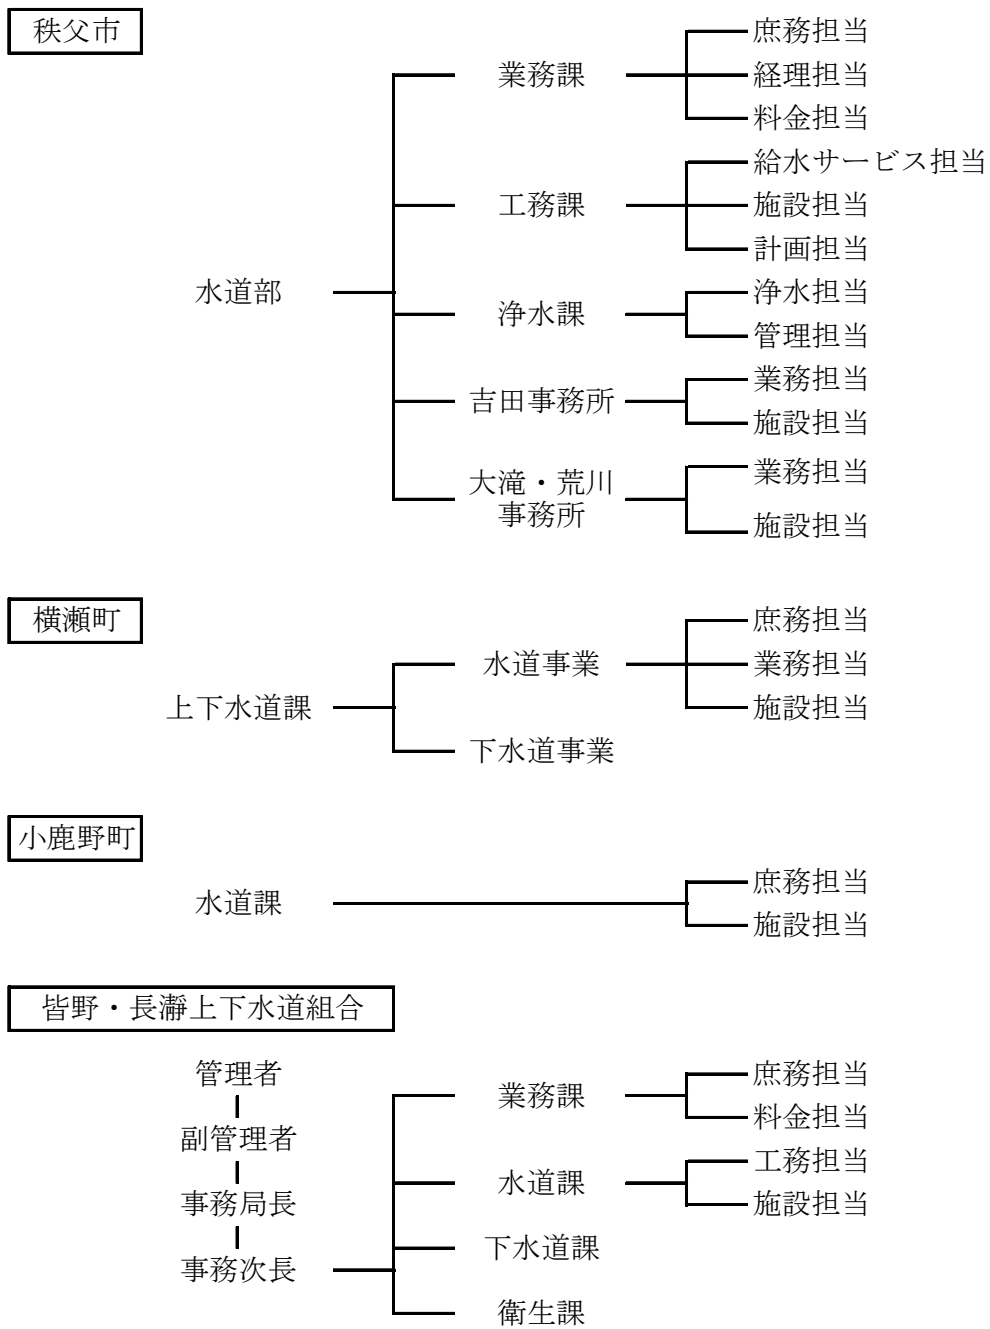 秩父市
水道部
業務課
庶務担当
経理担当
料金担当
工務課
給水サービス担当
施設担当
計画担当
浄水課
浄水担当
管理担当
吉田事務所
業務担当
施設担当
大滝・荒川
事務所
業務担当
施設担当
横瀬町
上下水道課
水道事業
庶務担当
業務担当
施設担当
下水道事業
小鹿野町
水道課
庶務担当
施設担当
皆野・長瀞上下水道組合
管理者
副管理者
事務局長
事務次長
業務課
庶務担当
料金担当
水道課
工務担当
施設担当
下水道課
衛生課